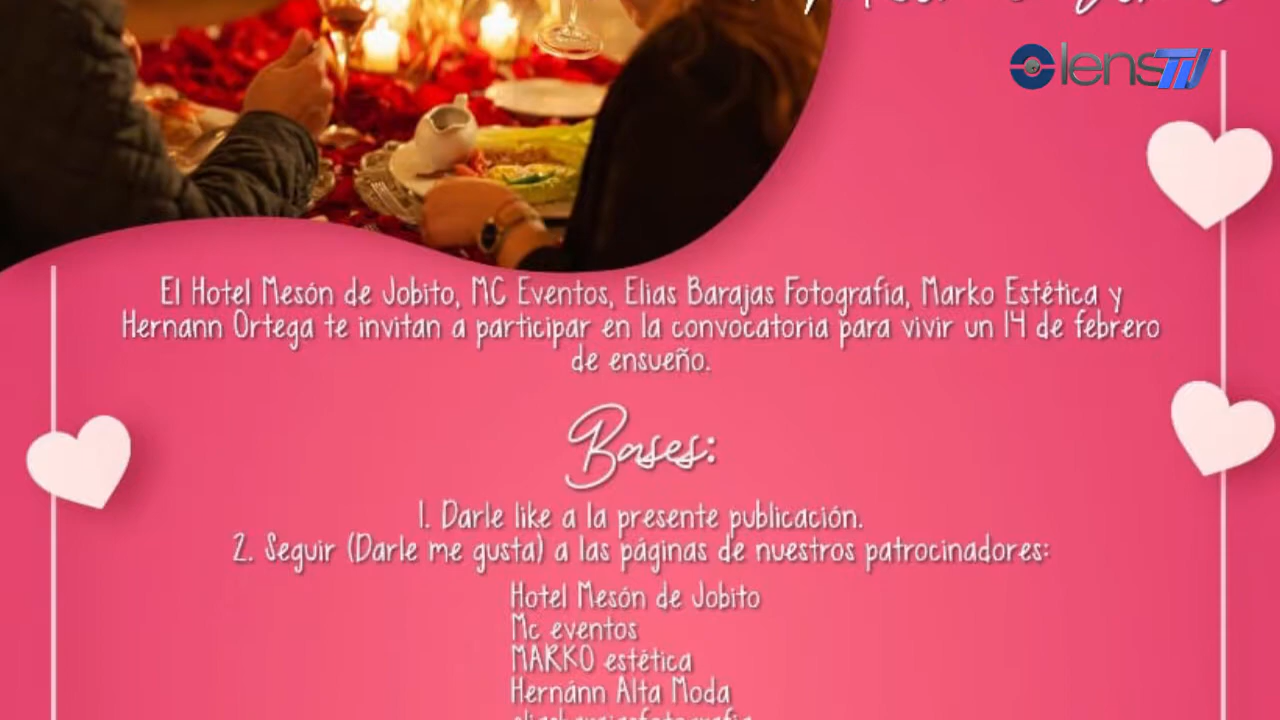 lensTV
El Hotel Mesón de Jobito, MC Eventos, Elias Barajas Fotografía, Marko Estética y
Hernann Ortega te invitan a participar en la convocatoria para vivir un 14 de febrero
de ensueño.
Bases:
1. Darle like a la presente publicación.
2. Seguir (Darle me gusta) a las páginas de nuestros patrocinadores:
Hotel Mesón de Jobito
Mc eventos
MARKO estética
Hernánn Alta Moda